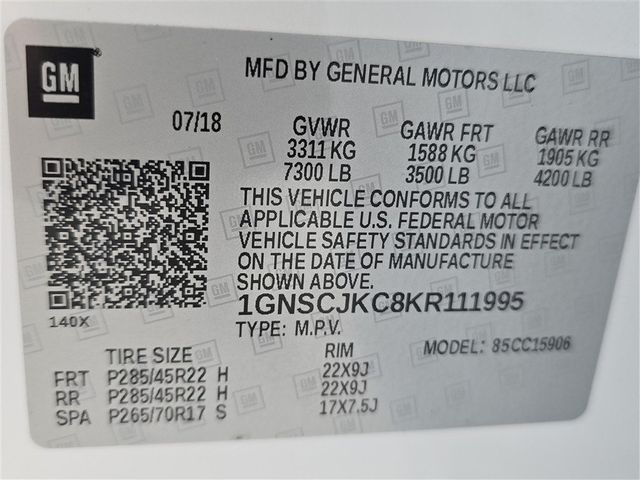 GM
MFD BY GENERAL MOTORS LLC
07/18 GVWR GAWR FRT GAWR RR
3311 KG 1588 KG 1905 KG
7300 LB 3500 LB 4200 LB
THIS VEHICLE CONFORMS TO ALL
APPLICABLE U.S. FEDERAL MOTOR
VEHICLE SAFETY STANDARDS IN EFFECT
ON THE DATE OF MANUFACTURE
SHOWN ABOVE.
1GNSCJKC8KR111995
140X
TYPE: M.P.V.
TIRE SIZE RIM MODEL: 85CC15906
FRT P285/45R22 H 22X9J
RR P285/45R22 H 22X9J
SPA P265/70R17 S 17X7.5J